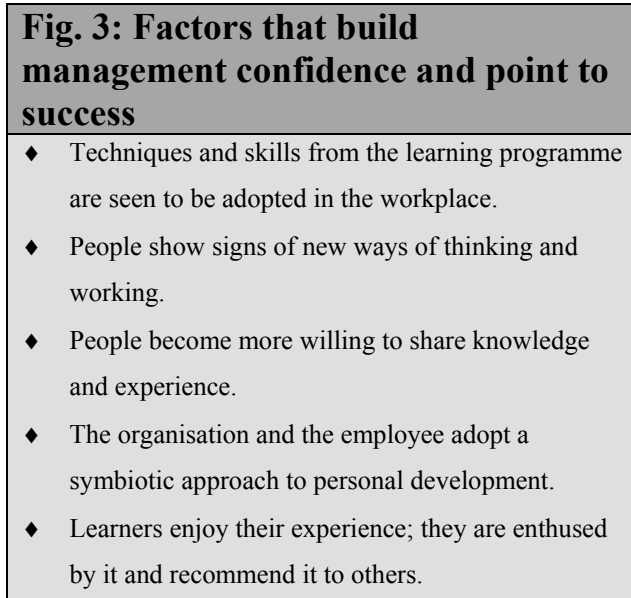 Fig. 3: Factors that build
management confidence and point to
success
♦ Techniques and skills from the learning programme
are seen to be adopted in the workplace.
♦ People show signs of new ways of thinking and
working.
♦ People become more willing to share knowledge
and experience.
♦ The organisation and the employee adopt a
symbiotic approach to personal development.
♦ Learners enjoy their experience; they are enthused
by it and recommend it to others.